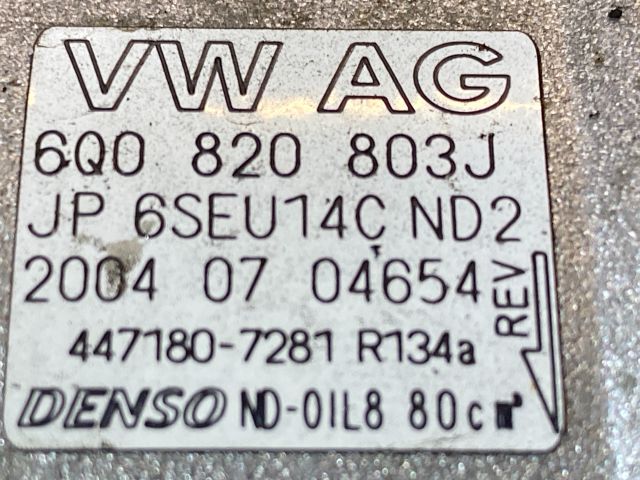 VW AG
6Q0 820 803J
JP 6SEU14C ND2
2004 07 04654
REV
447180-7281 R134a
DENSO ND-OIL8 80c㎥